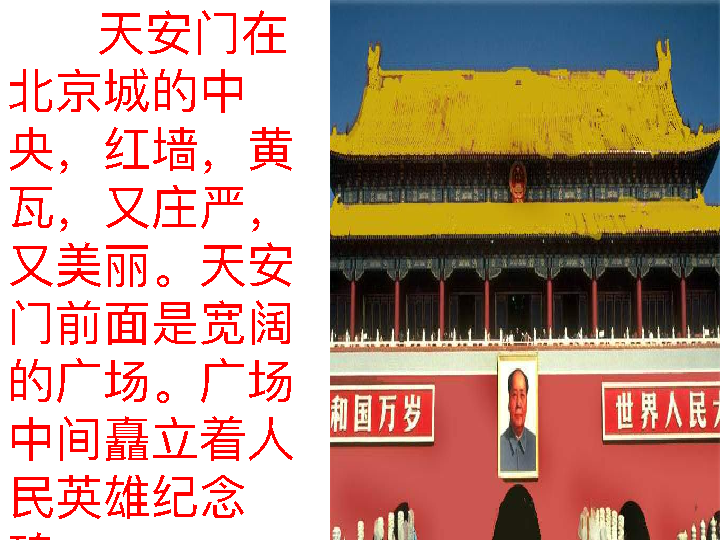 天安门在
北京城的中
央，红墙，黄
瓦，又庄严，
又美丽。天安
门前面是宽阔
的广场。广场
中间矗立着人
民英雄纪念
和国万岁
世界人民